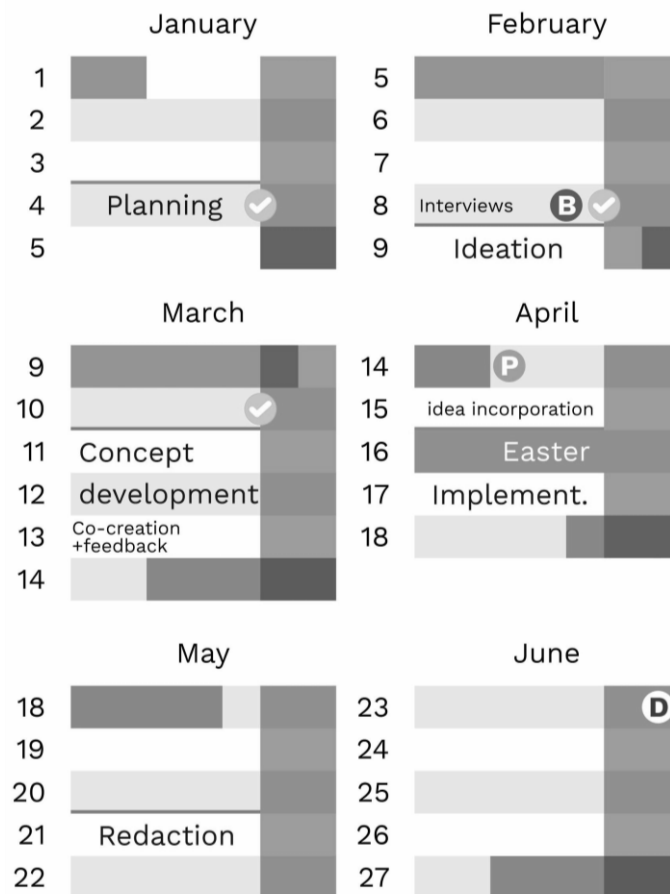 January
1
2
3
4 Planning
5
February
5
6
7
8 Interviews B
9 Ideation
March
9
10
11 Concept
12 development
13 Co-creation
+feedback
14
April
14 P
15 idea incorporation
16 Easter
17 Implement.
18
May
18
19
20
21 Redaction
22
June
23 D
24
25
26
27